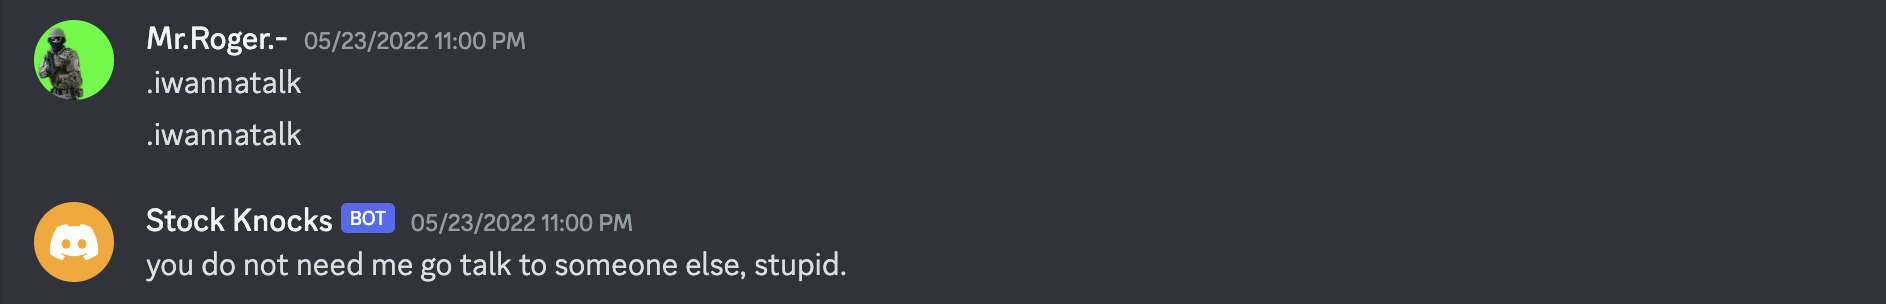 Mr.Roger.- 05/23/2022 11:00 PM
.iwannatalk
.iwannatalk
Stock Knocks BOT 05/23/2022 11:00 PM
you do not need me go talk to someone else, stupid.